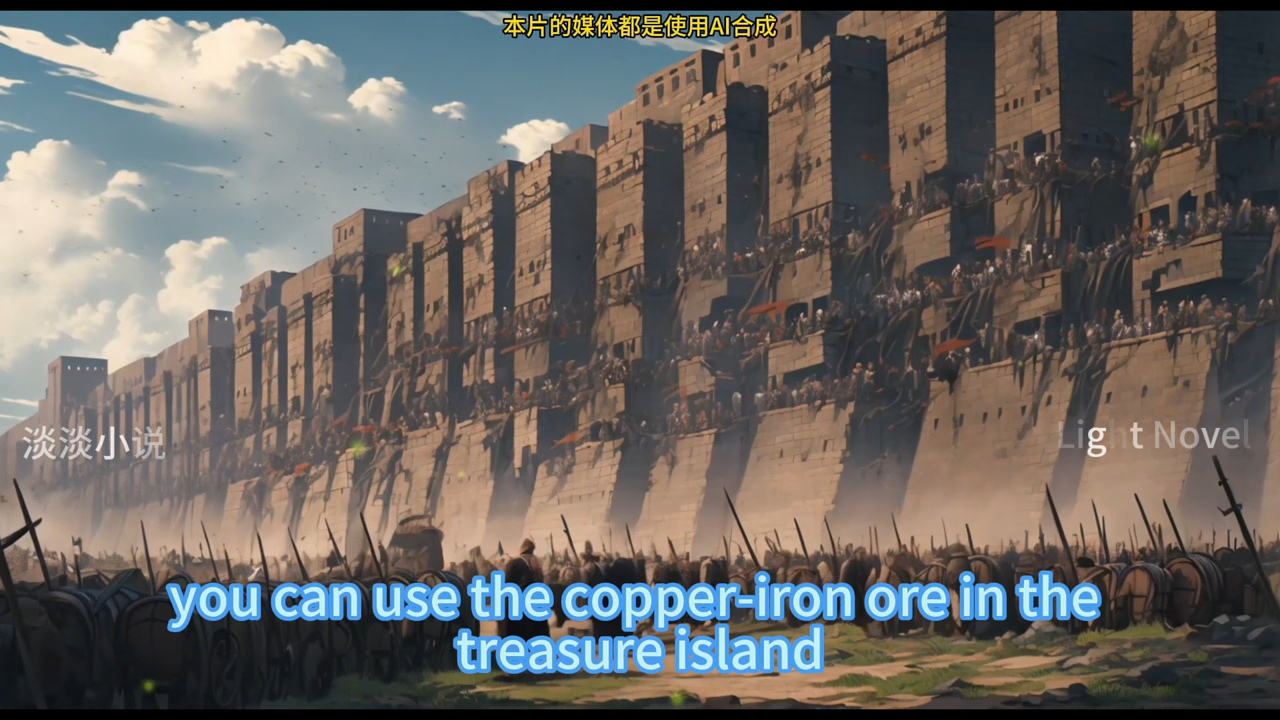 本片的媒体都是使用AI合成
淡淡小说
Light Novel
you can use the copper-iron ore in the
treasure island